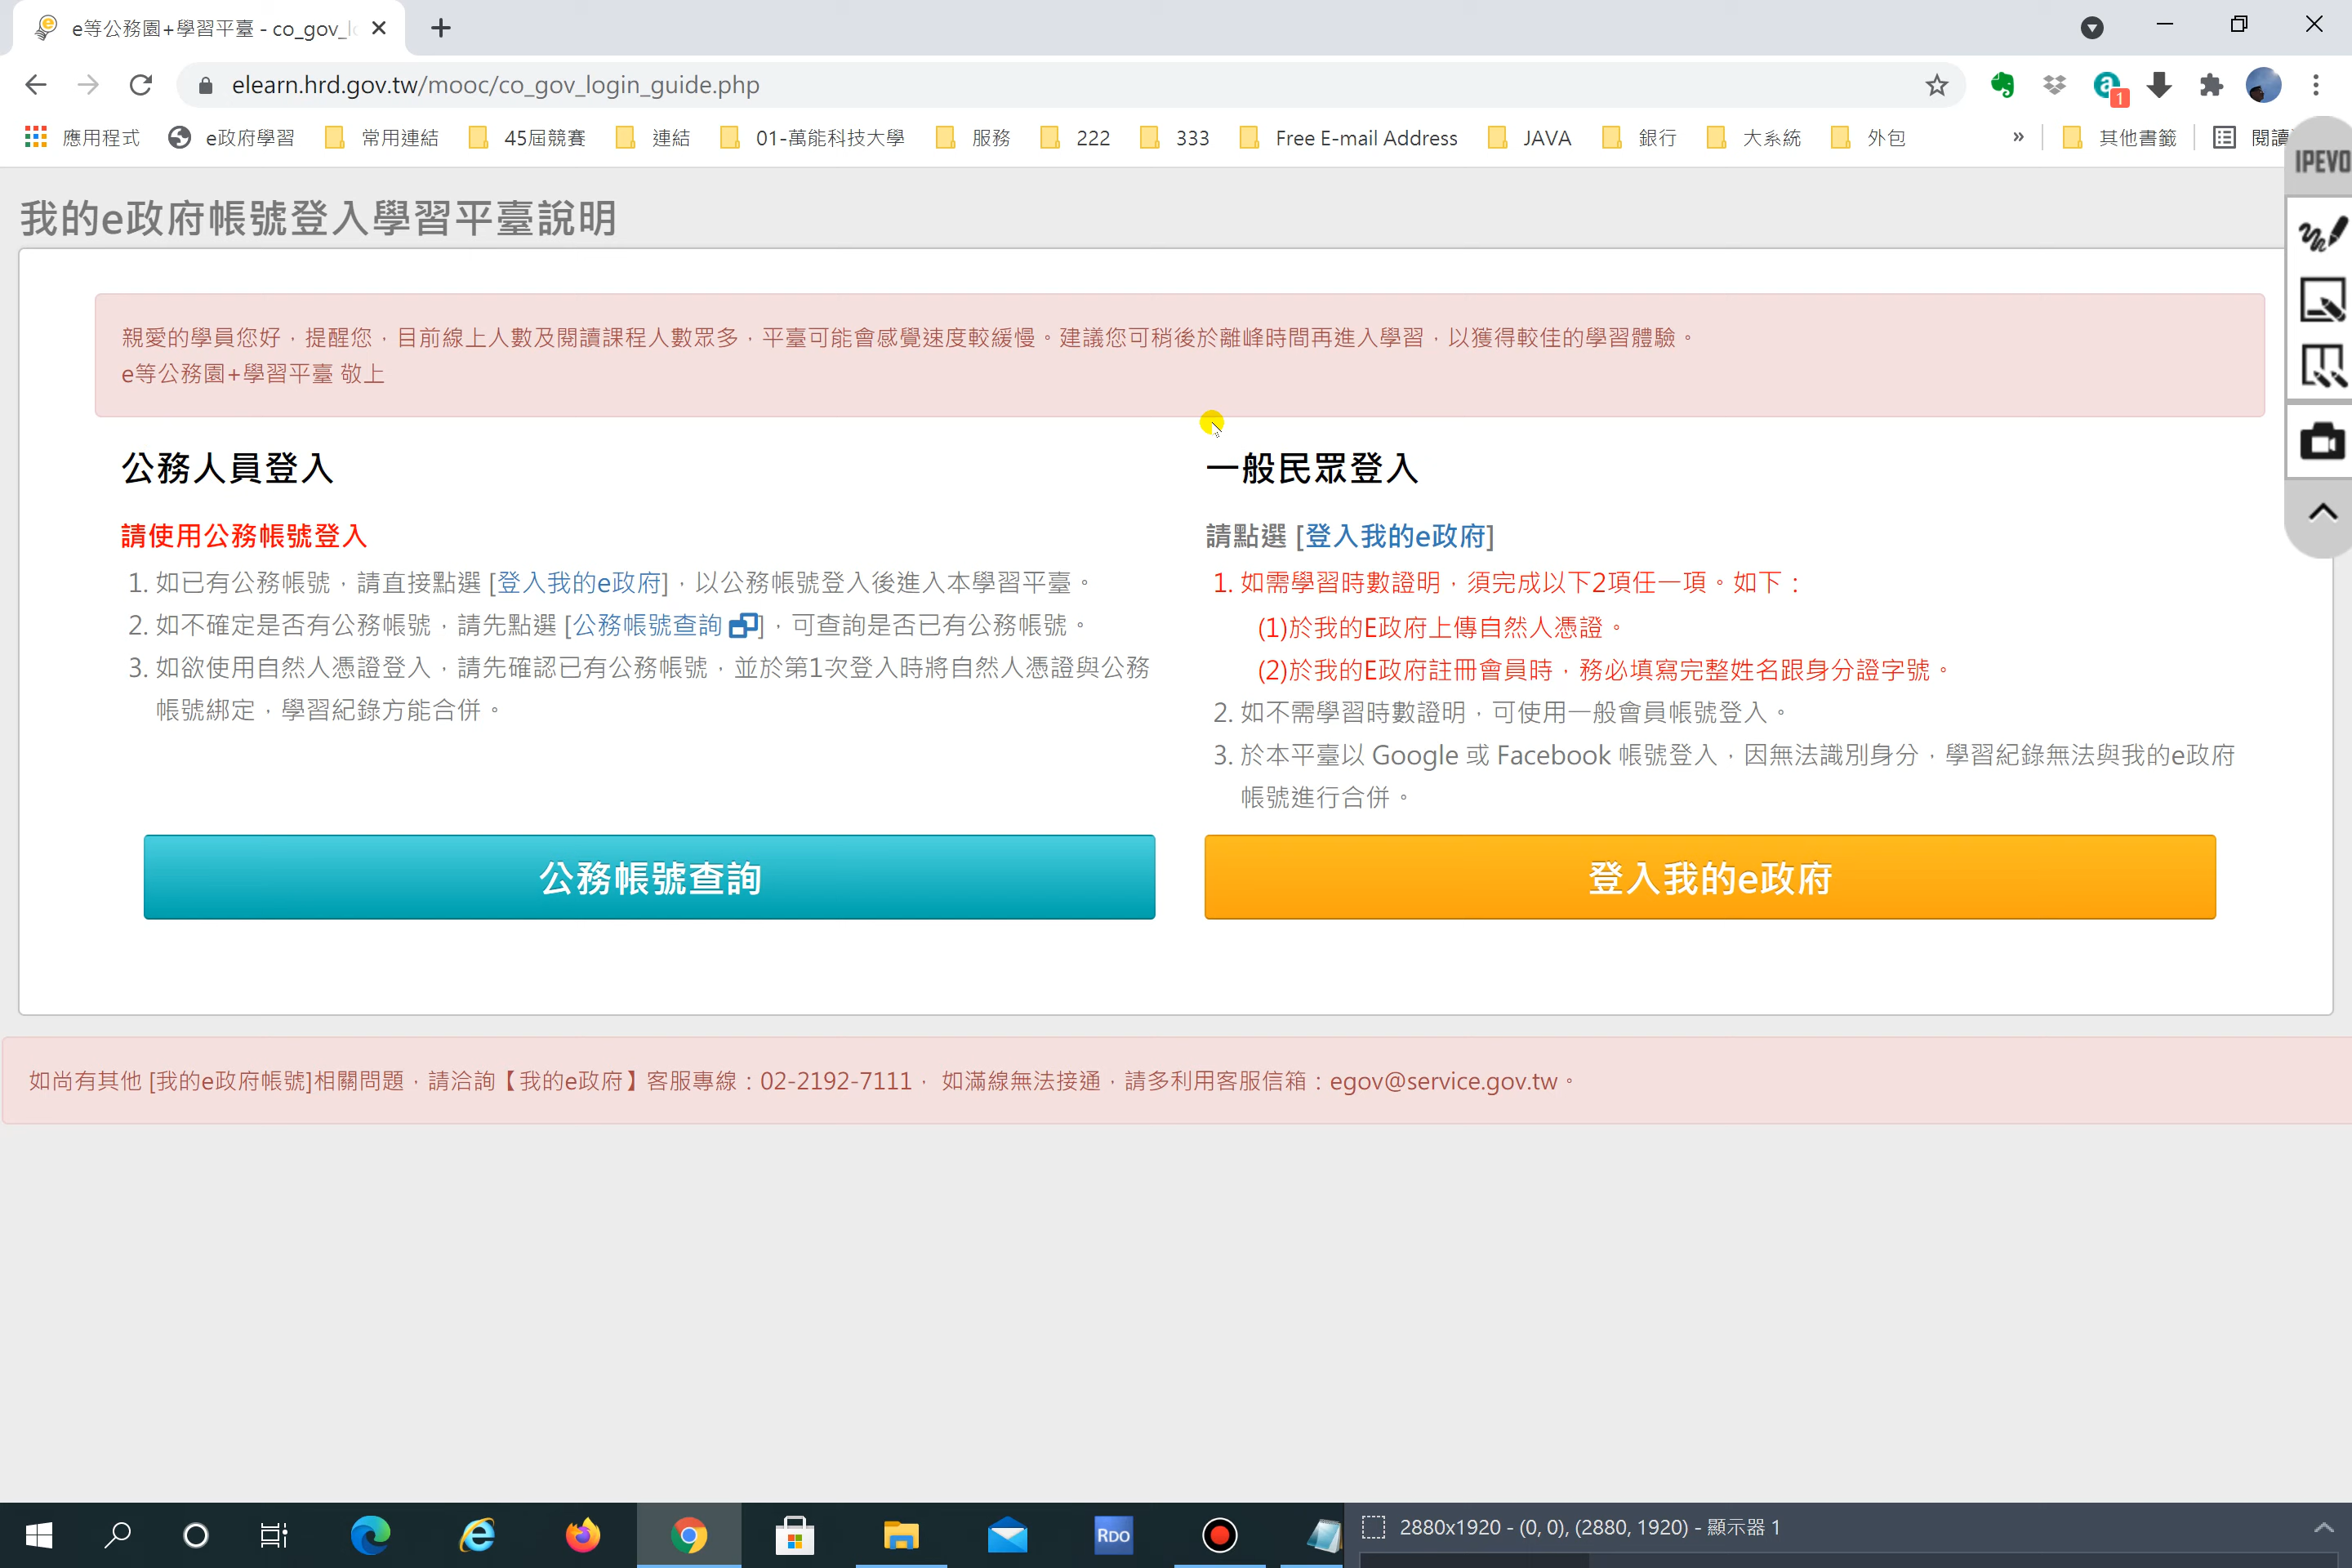 e等公務園+學習平臺 - co_gov_l
elearn.hrd.gov.tw/mooc/co_gov_login_guide.php
1
應用程式 e政府學習 常用連結 45屆競賽 連結 01-萬能科技大學 服務 222 333 Free E-mail Address JAVA 銀行 大系統 外包 » 其他書籤 閱讀
IPEVO
我的e政府帳號登入學習平臺說明
親愛的學員您好，提醒您，目前線上人數及閱讀課程人數眾多，平臺可能會感覺速度較緩慢。建議您可稍後於離峰時間再進入學習，以獲得較佳的學習體驗。
e等公務園+學習平臺 敬上
公務人員登入
請使用公務帳號登入
1. 如已有公務帳號，請直接點選 [登入我的e政府]，以公務帳號登入後進入本學習平臺。
2. 如不確定是否有公務帳號，請先點選 [公務帳號查詢]，可查詢是否已有公務帳號。
3. 如欲使用自然人憑證登入，請先確認已有公務帳號，並於第1次登入時將自然人憑證與公務
帳號綁定，學習紀錄方能合併。
公務帳號查詢
一般民眾登入
請點選 [登入我的e政府]
1. 如需學習時數證明，須完成以下2項任一項。如下：
(1)於我的E政府上傳自然人憑證。
(2)於我的E政府註冊會員時，務必填寫完整姓名跟身分證字號。
2. 如不需學習時數證明，可使用一般會員帳號登入。
3. 於本平臺以 Google 或 Facebook 帳號登入，因無法識別身分，學習紀錄無法與我的e政府
帳號進行合併。
登入我的e政府
如尚有其他 [我的e政府帳號]相關問題，請洽詢【我的e政府】客服專線：02-2192-7111， 如滿線無法接通，請多利用客服信箱：egov@service.gov.tw。
RDO
2880x1920 - (0, 0), (2880, 1920) - 顯示器 1